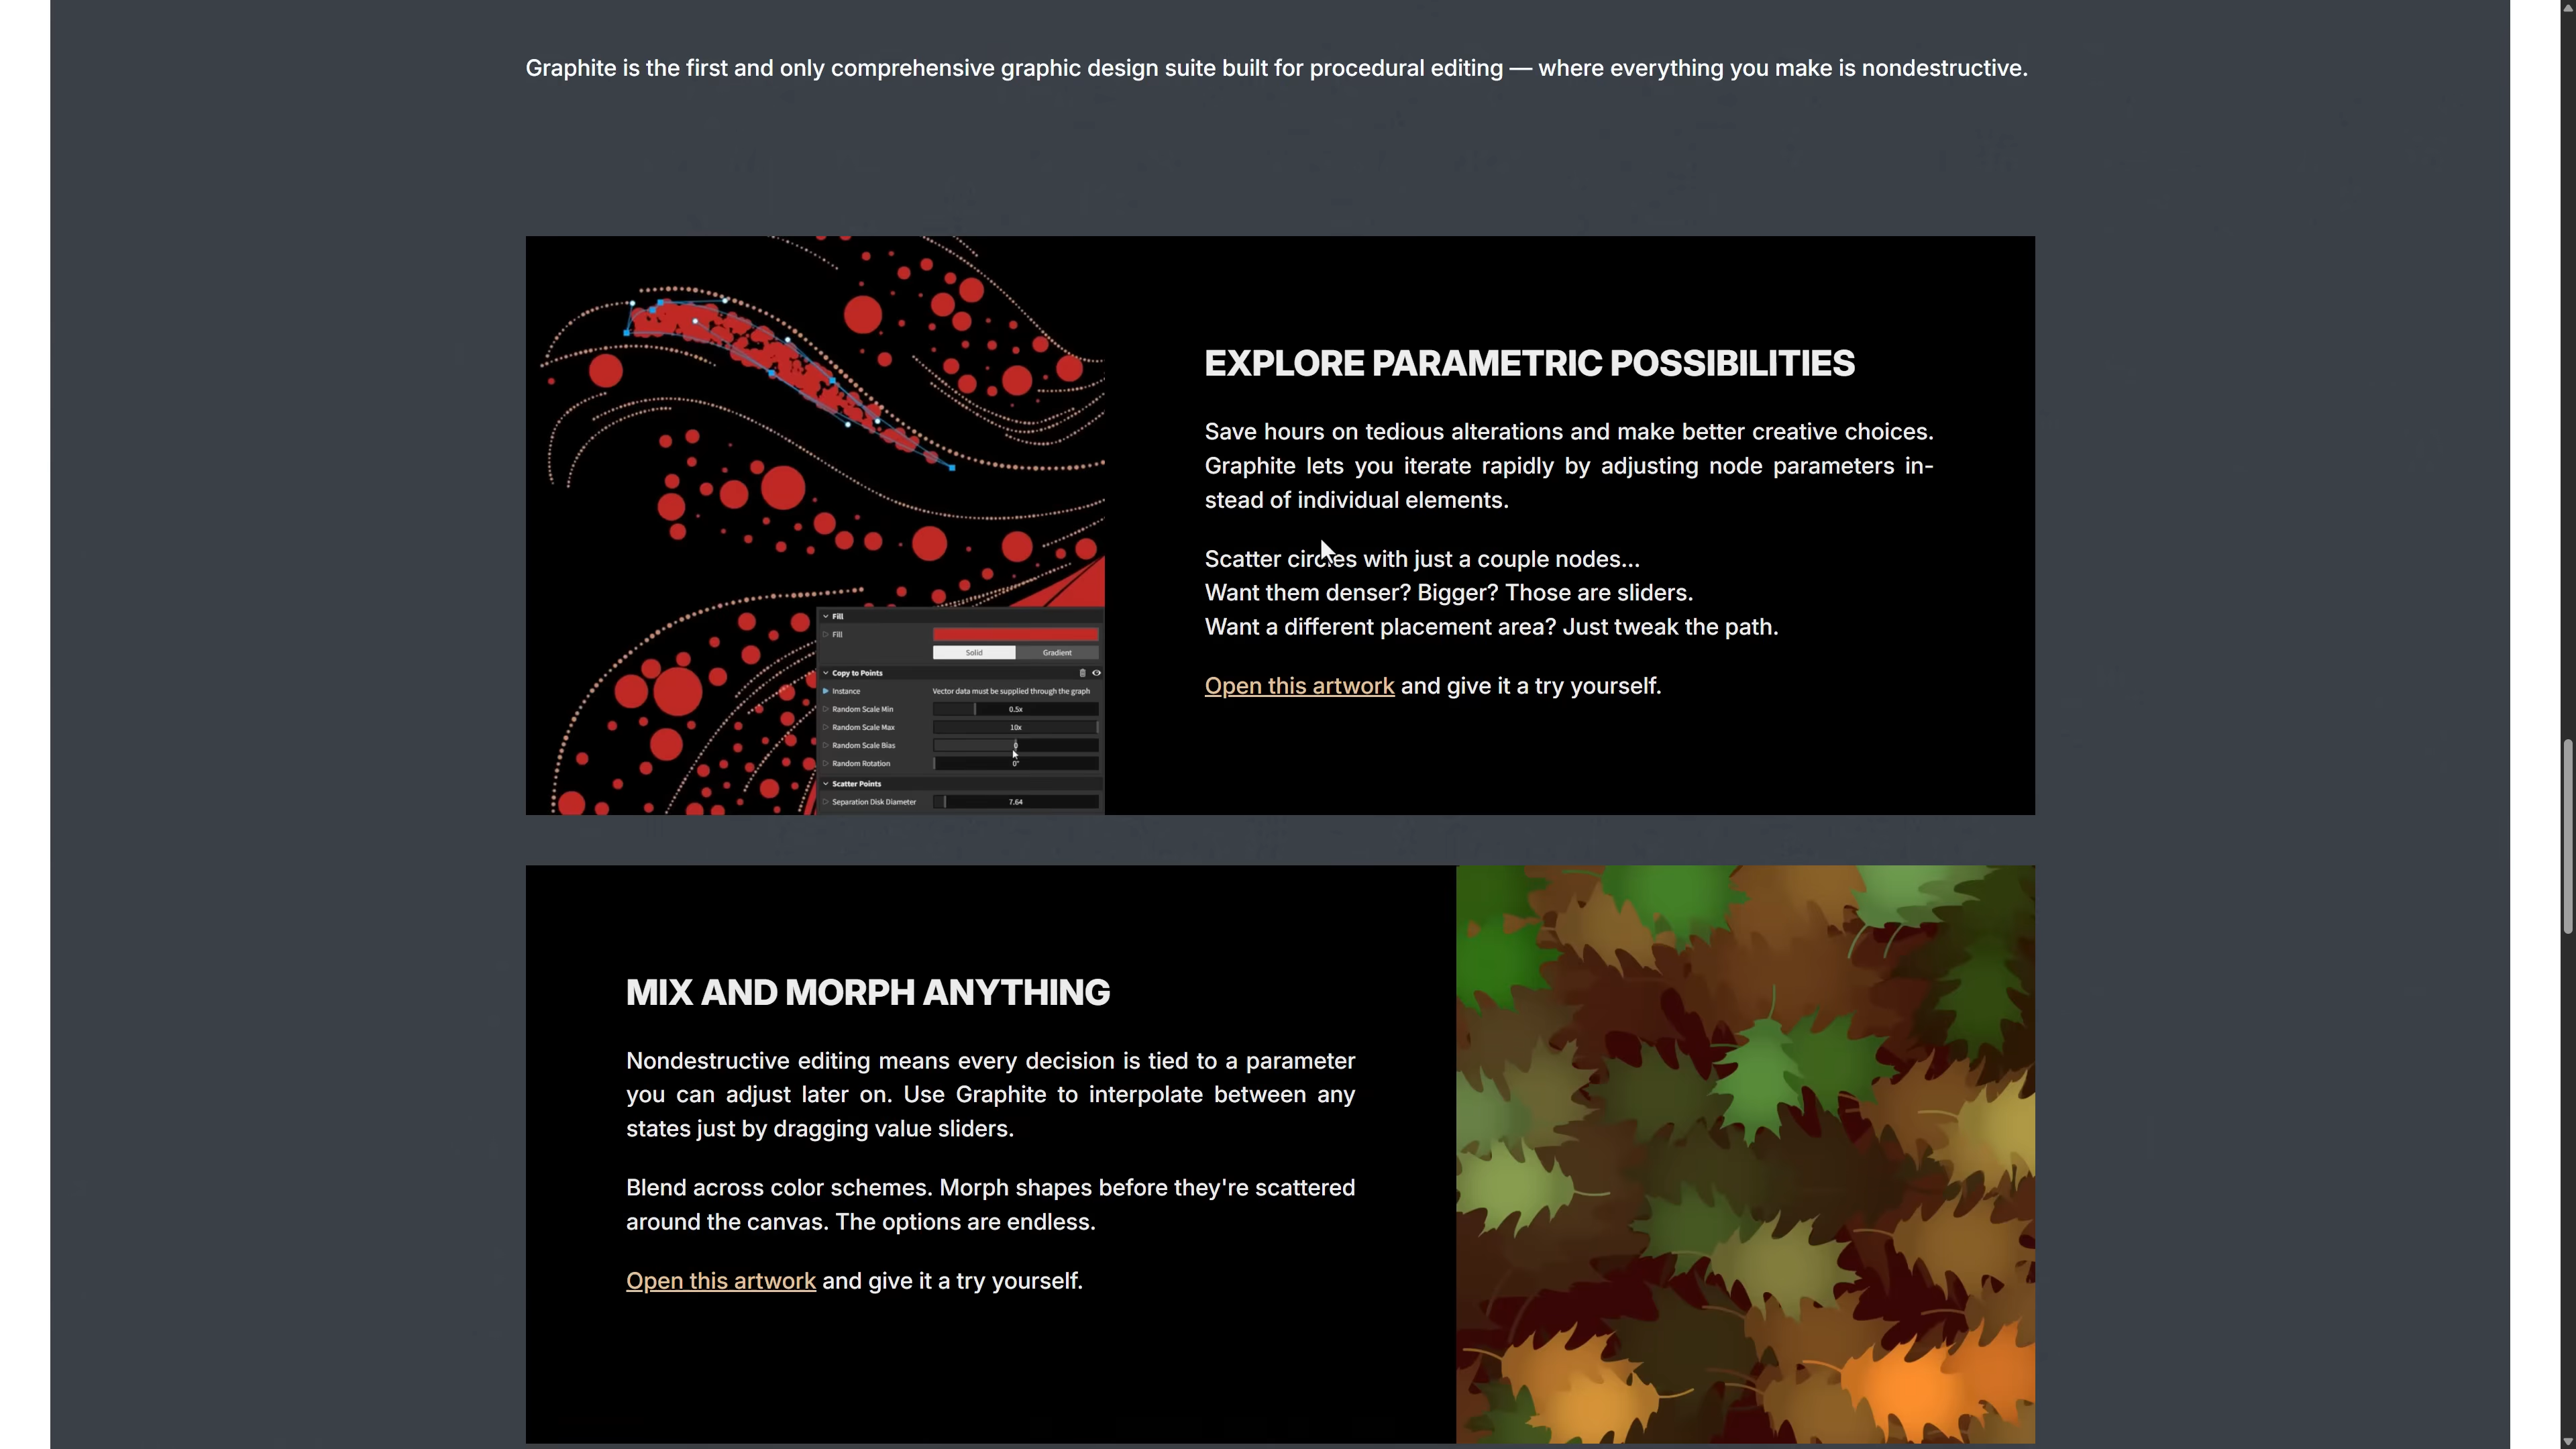 Graphite is the first and only comprehensive graphic design suite built for procedural editing — where everything you make is nondestructive.
Fill
Fill
Solid Gradient
Copy to Points
Instance Vector data must be supplied through the graph
Random Scale Min 0.5x
Random Scale Max 10x
Random Scale Bias 0
Random Rotation 0°
Scatter Points
Separation Disk Diameter 7.64
EXPLORE PARAMETRIC POSSIBILITIES
Save hours on tedious alterations and make better creative choices.
Graphite lets you iterate rapidly by adjusting node parameters in-
stead of individual elements.
Scatter circles with just a couple nodes...
Want them denser? Bigger? Those are sliders.
Want a different placement area? Just tweak the path.
Open this artwork and give it a try yourself.
MIX AND MORPH ANYTHING
Nondestructive editing means every decision is tied to a parameter
you can adjust later on. Use Graphite to interpolate between any
states just by dragging value sliders.
Blend across color schemes. Morph shapes before they're scattered
around the canvas. The options are endless.
Open this artwork and give it a try yourself.